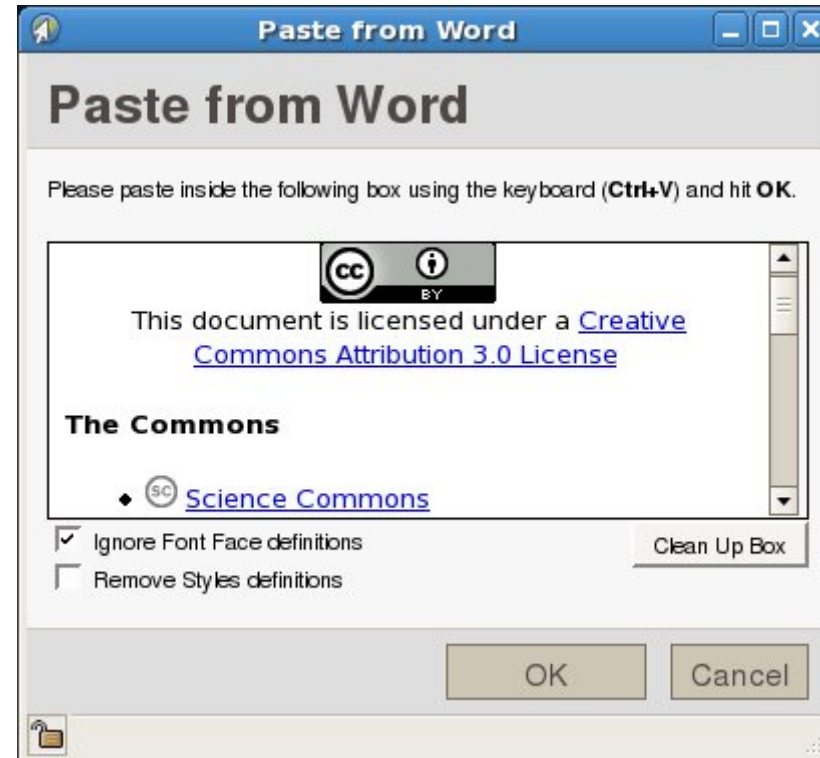 Paste from Word
Paste from Word
Please paste inside the following box using the keyboard (Ctrl+V) and hit OK.
cc
BY
This document is licensed under a Creative
Commons Attribution 3.0 License
The Commons
• sc Science Commons
Ignore Font Face definitions
Clean Up Box
Remove Styles definitions
OK
Cancel